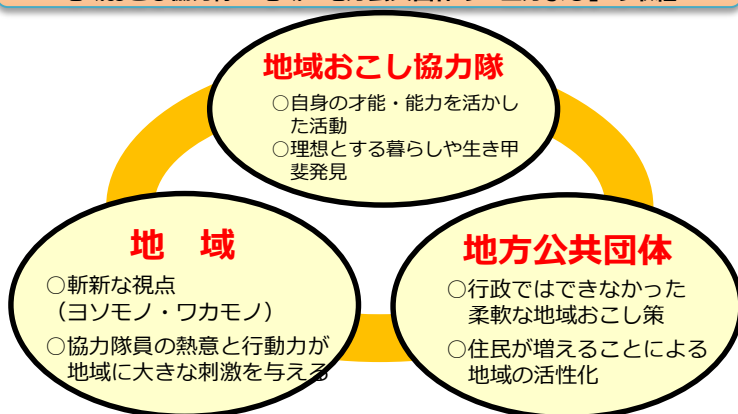 地域おこし協力隊
○自身の才能・能力を活かし
た活動
○理想とする暮らしや生き甲
斐発見
地 域
○斬新な視点
（ヨソモノ・ワカモノ）
○協力隊員の熱意と行動力が
地域に大きな刺激を与える
地方公共団体
○行政ではできなかった
柔軟な地域おこし策
○住民が増えることによる
地域の活性化